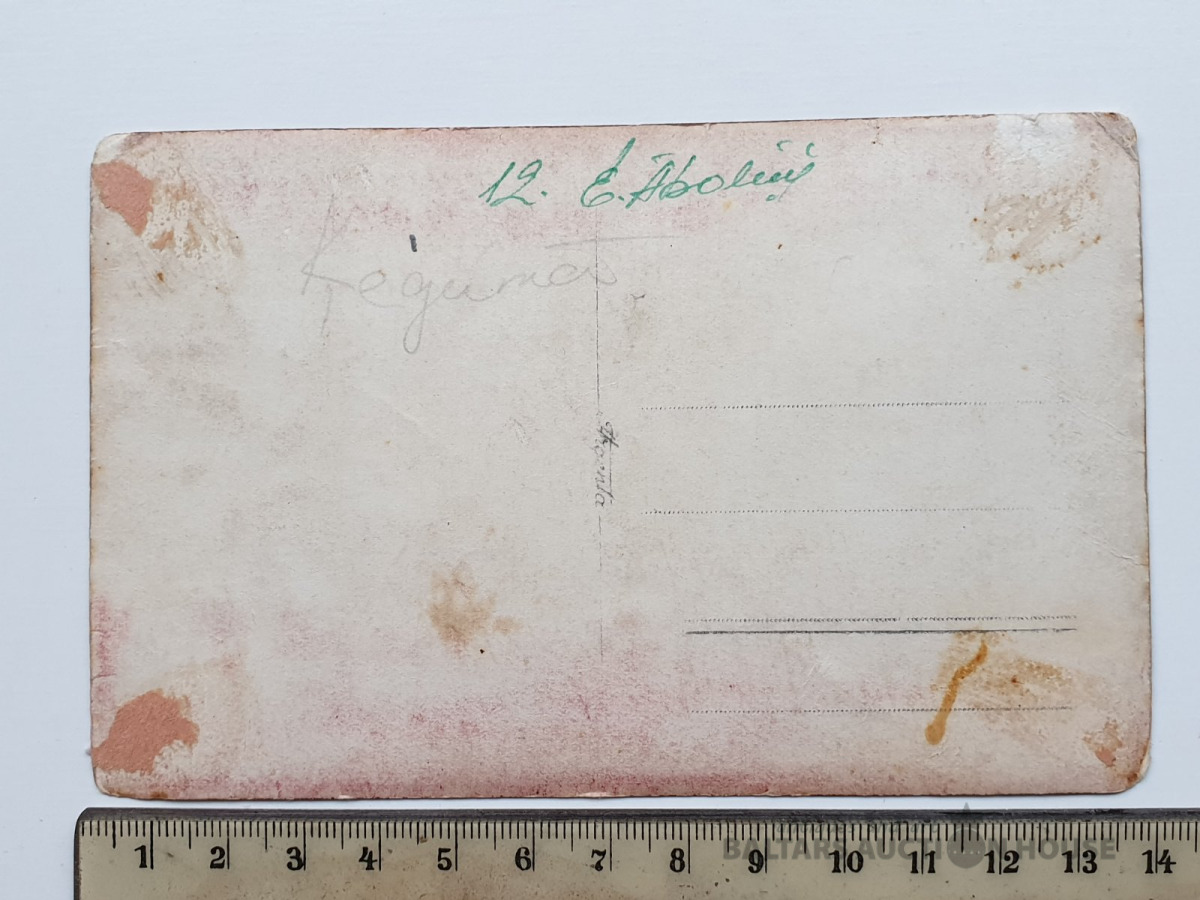 12. E. Āboliņš
Ķegums
1 2 3 4 5 6 7 8 9 10 11 12 13 14
BALTARS AUCTION HOUSE